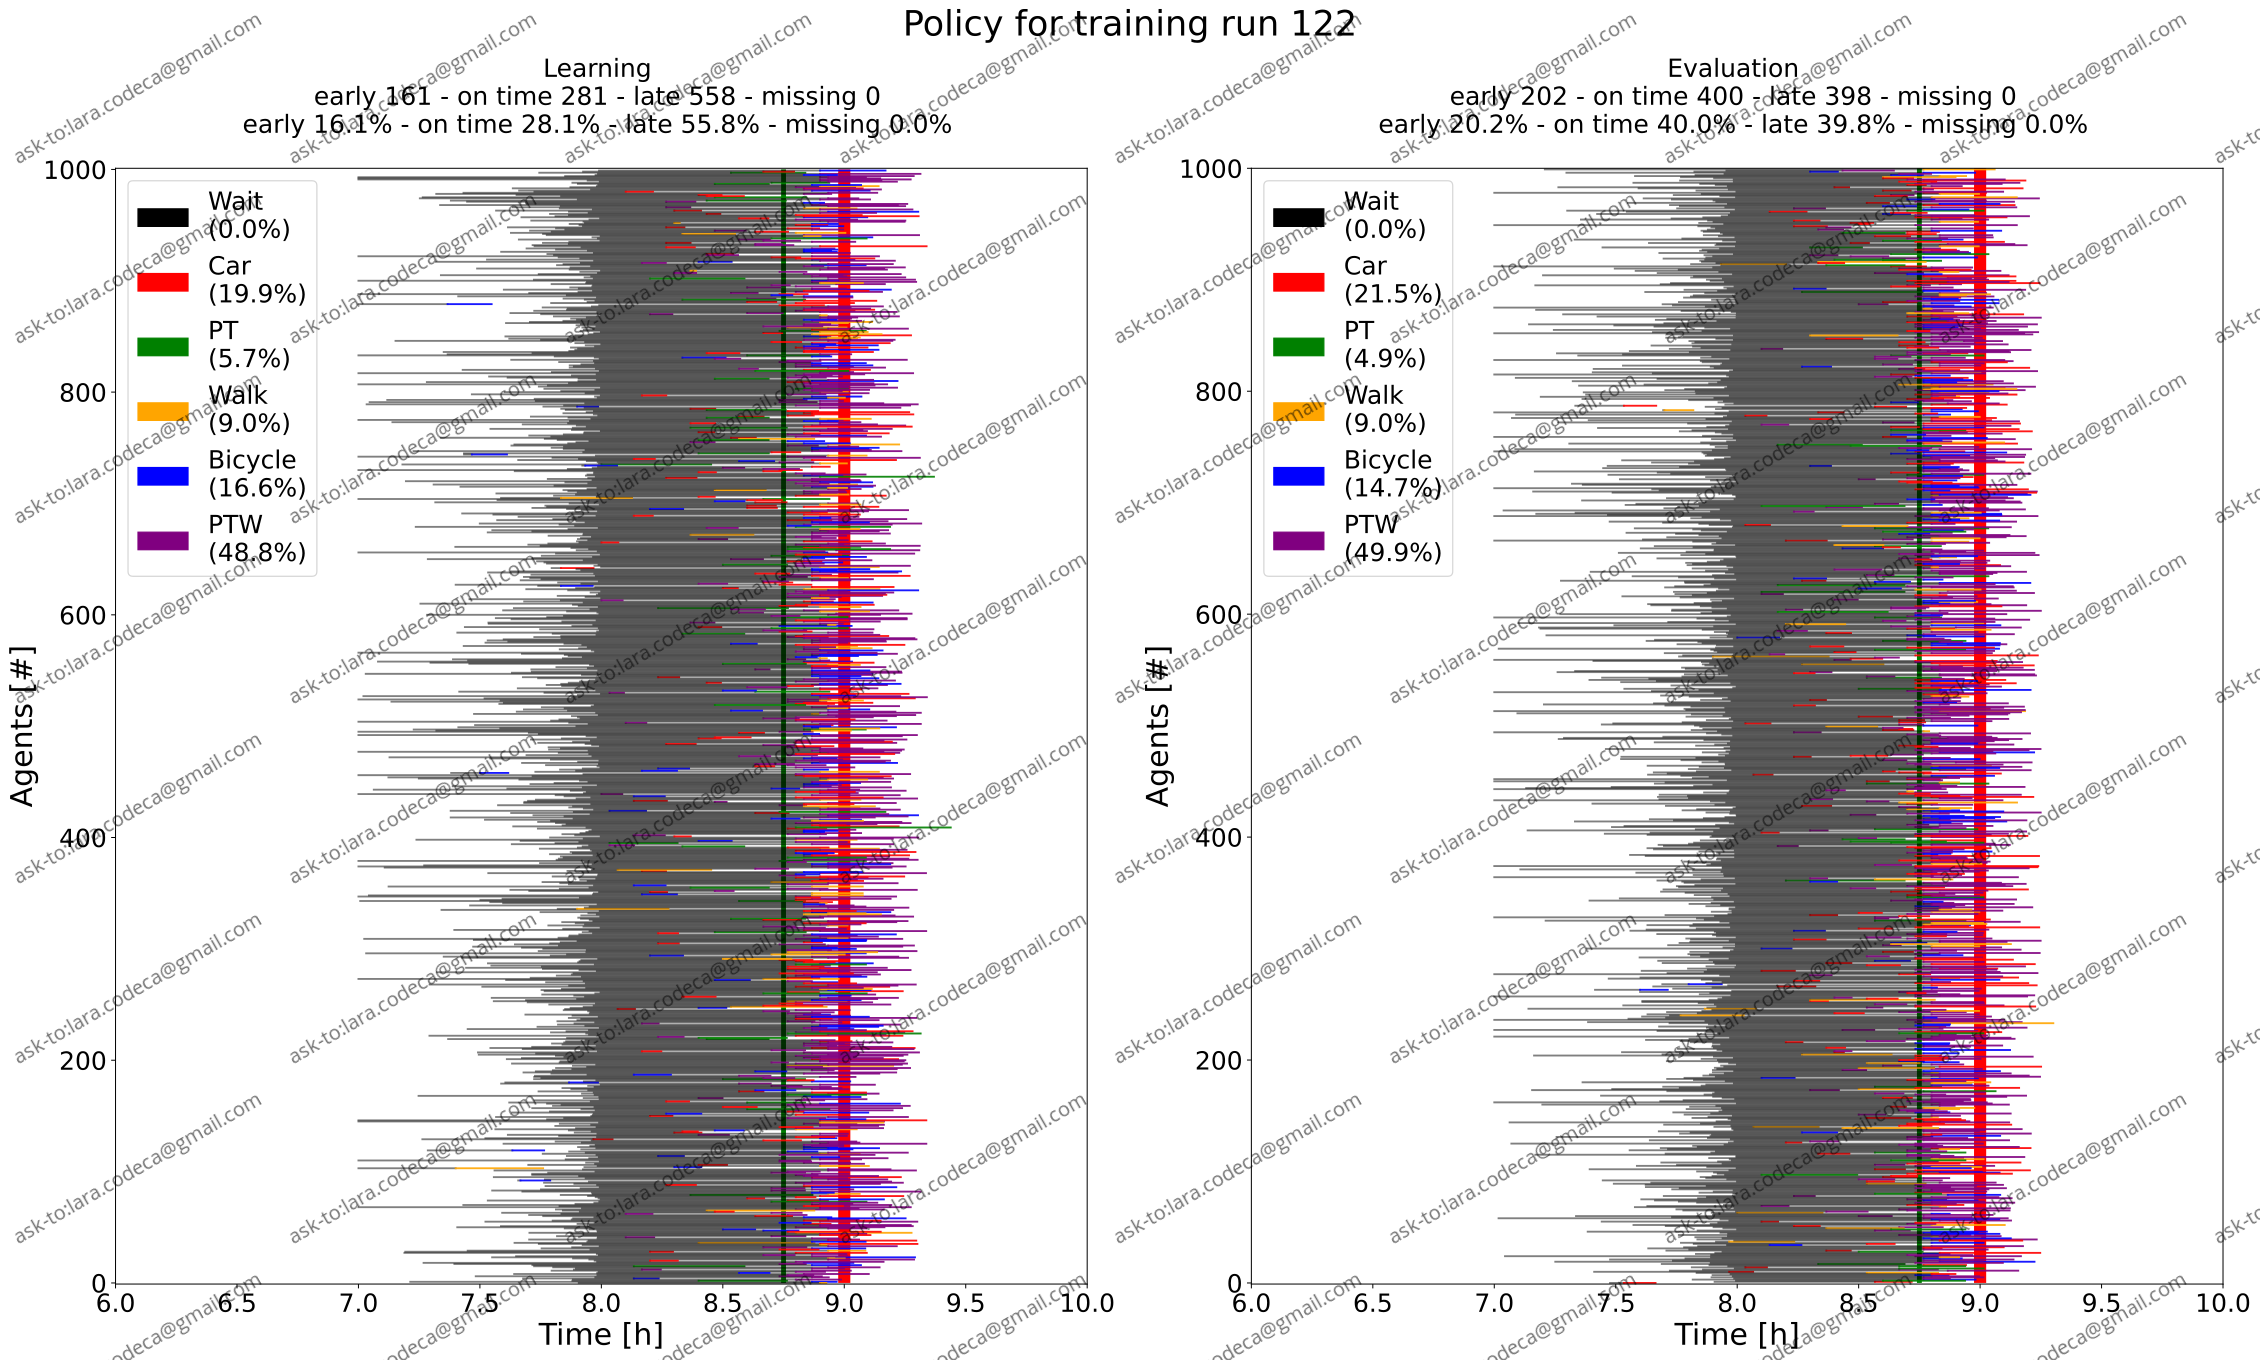 Policy for training run 122
Learning
early 161 - on time 281 - late 558 - missing 0
early 16.1% - on time 28.1% - late 55.8% - missing 0.0%
1000
800
600
400
200
0
Agents [#]
Wait
(0.0%)
Car
(19.9%)
PT
(5.7%)
Walk
(9.0%)
Bicycle
(16.6%)
PTW
(48.8%)
6.0 6.5 7.0 7.5 8.0 8.5 9.0 9.5 10.0
Time [h]
Evaluation
early 202 - on time 400 - late 398 - missing 0
early 20.2% - on time 40.0% - late 39.8% - missing 0.0%
1000
800
600
400
200
0
Agents [#]
Wait
(0.0%)
Car
(21.5%)
PT
(4.9%)
Walk
(9.0%)
Bicycle
(14.7%)
PTW
(49.9%)
6.0 6.5 7.0 7.5 8.0 8.5 9.0 9.5 10.0
Time [h]
ask-to:lara.codeca@gmail.com